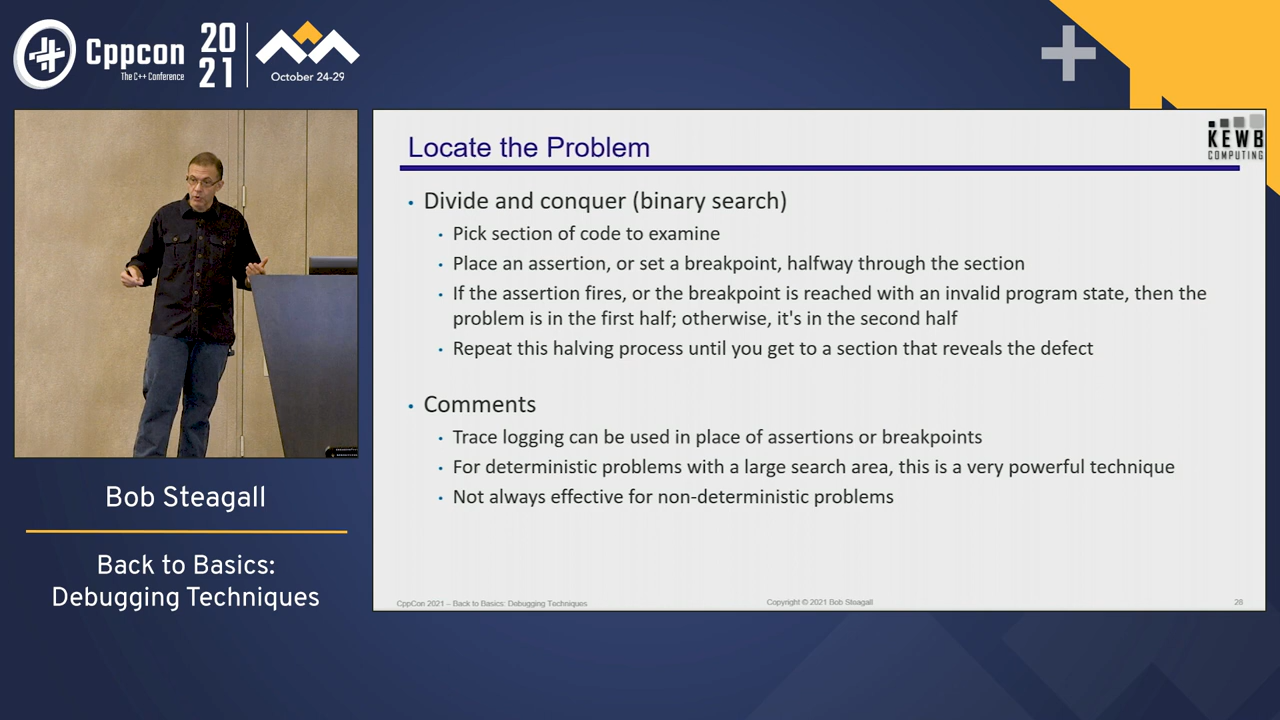 Cppcon
The C++ Conference
20
21
October 24-29
Locate the Problem
KEWB
COMPUTING
• Divide and conquer (binary search)
• Pick section of code to examine
• Place an assertion, or set a breakpoint, halfway through the section
• If the assertion fires, or the breakpoint is reached with an invalid program state, then the
problem is in the first half; otherwise, it's in the second half
• Repeat this halving process until you get to a section that reveals the defect
• Comments
• Trace logging can be used in place of assertions or breakpoints
• For deterministic problems with a large search area, this is a very powerful technique
• Not always effective for non-deterministic problems
CppCon 2021 – Back to Basics: Debugging Techniques
Copyright © 2021 Bob Steagall
28
Bob Steagall
Back to Basics:
Debugging Techniques